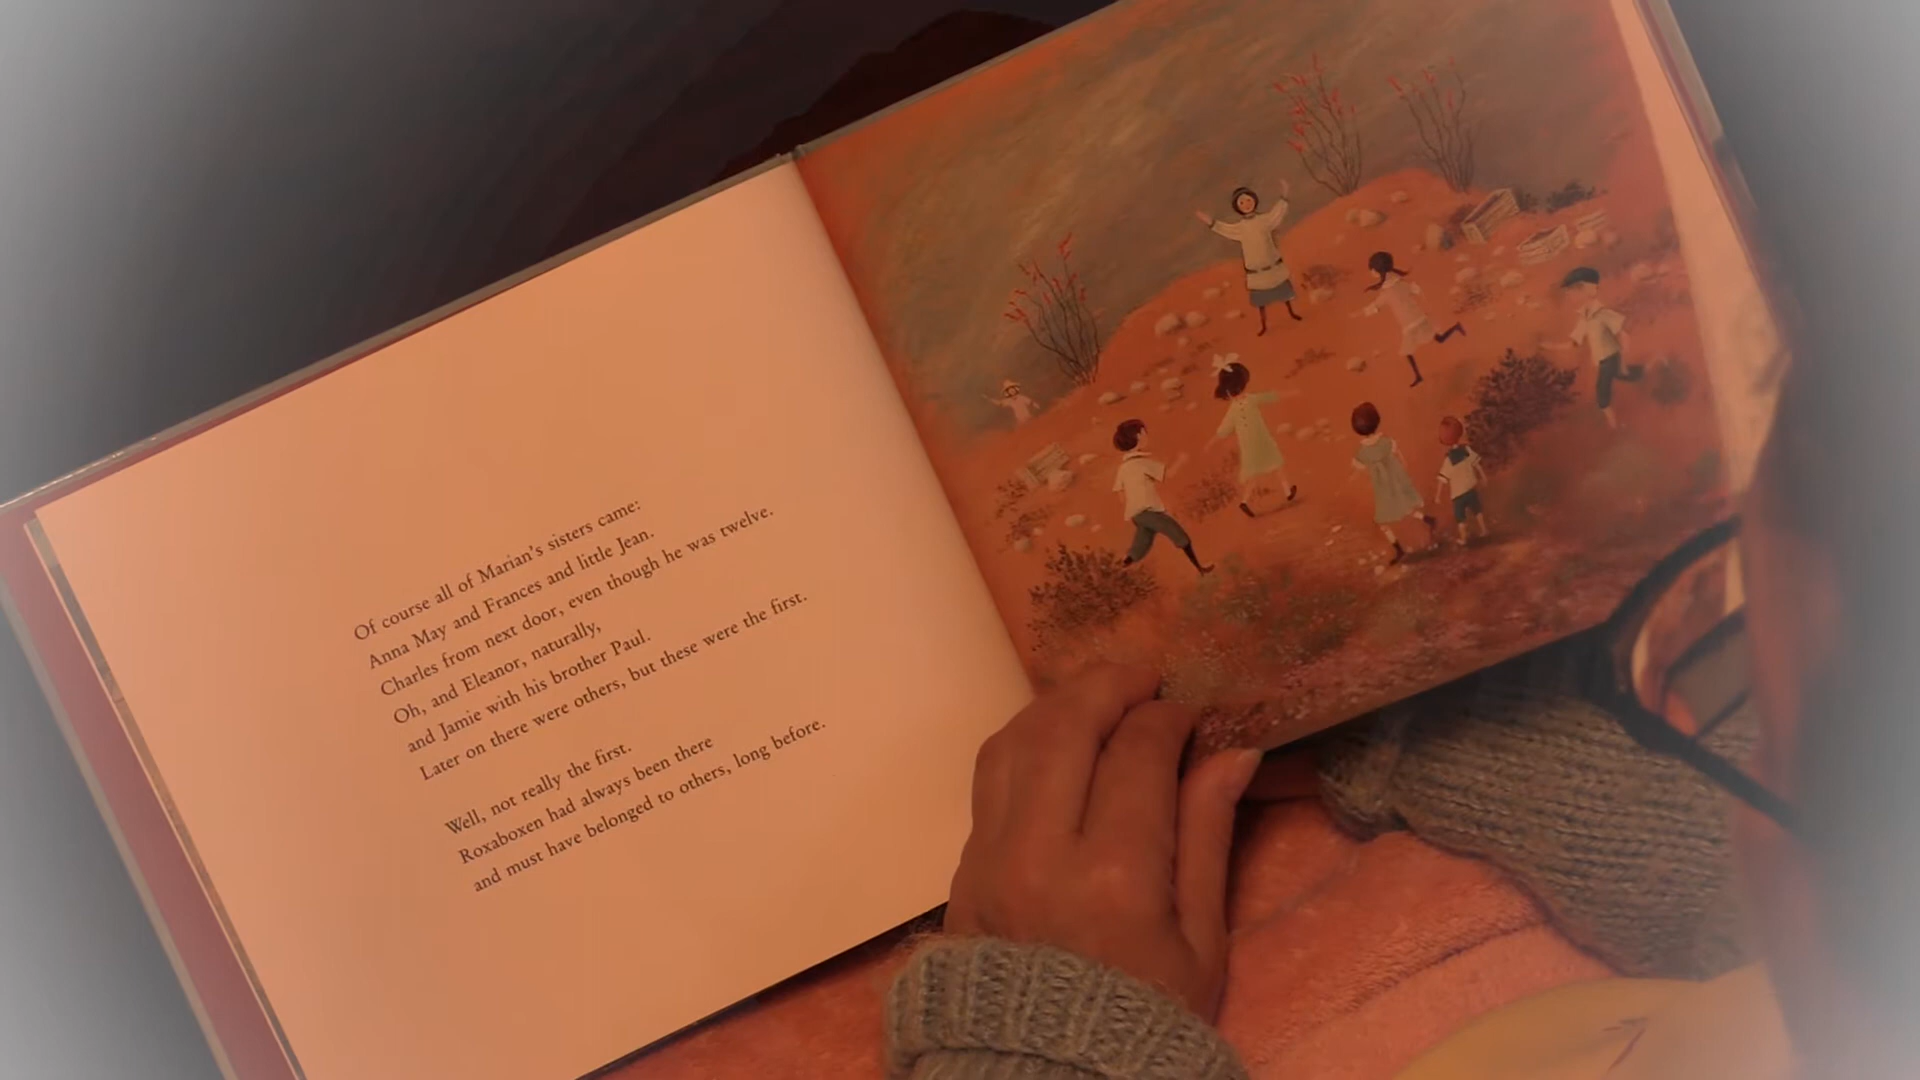 Of course all of Marian's sisters came:
Anna May and Frances and little Jean.
Charles from next door, even though he was twelve.
Oh, and Eleanor, naturally,
and Jamie with his brother Paul.
Later on there were others, but these were the first.
Well, not really the first.
Roxaboxen had always been there
and must have belonged to others, long before.